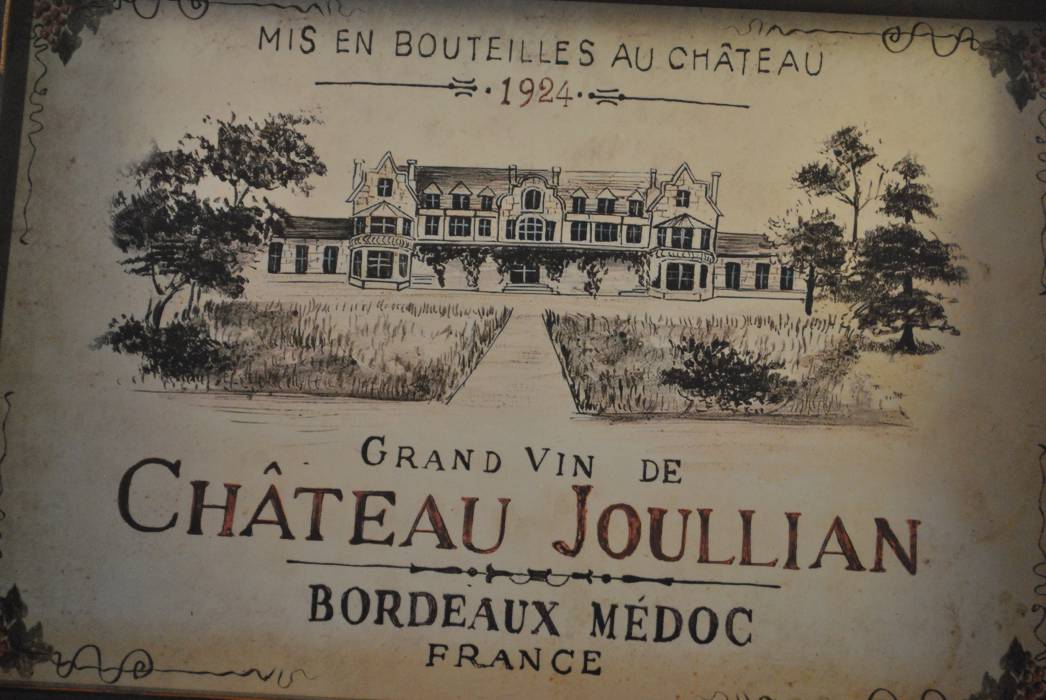 MIS EN BOUTEILLES AU CHÂTEAU
·1924·
GRAND VIN DE
CHÂTEAU JOULLIAN
BORDEAUX MÉDOC
FRANCE